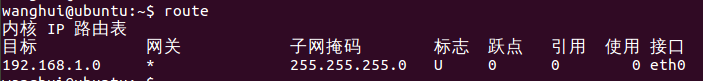 wanghui@ubuntu:~$ route
内核 IP 路由表
目标 网关 子网掩码 标志 跃点 引用 使用 接口
192.168.1.0 * 255.255.255.0 U 0 0 0 eth0
wanghui@ubuntu:~$